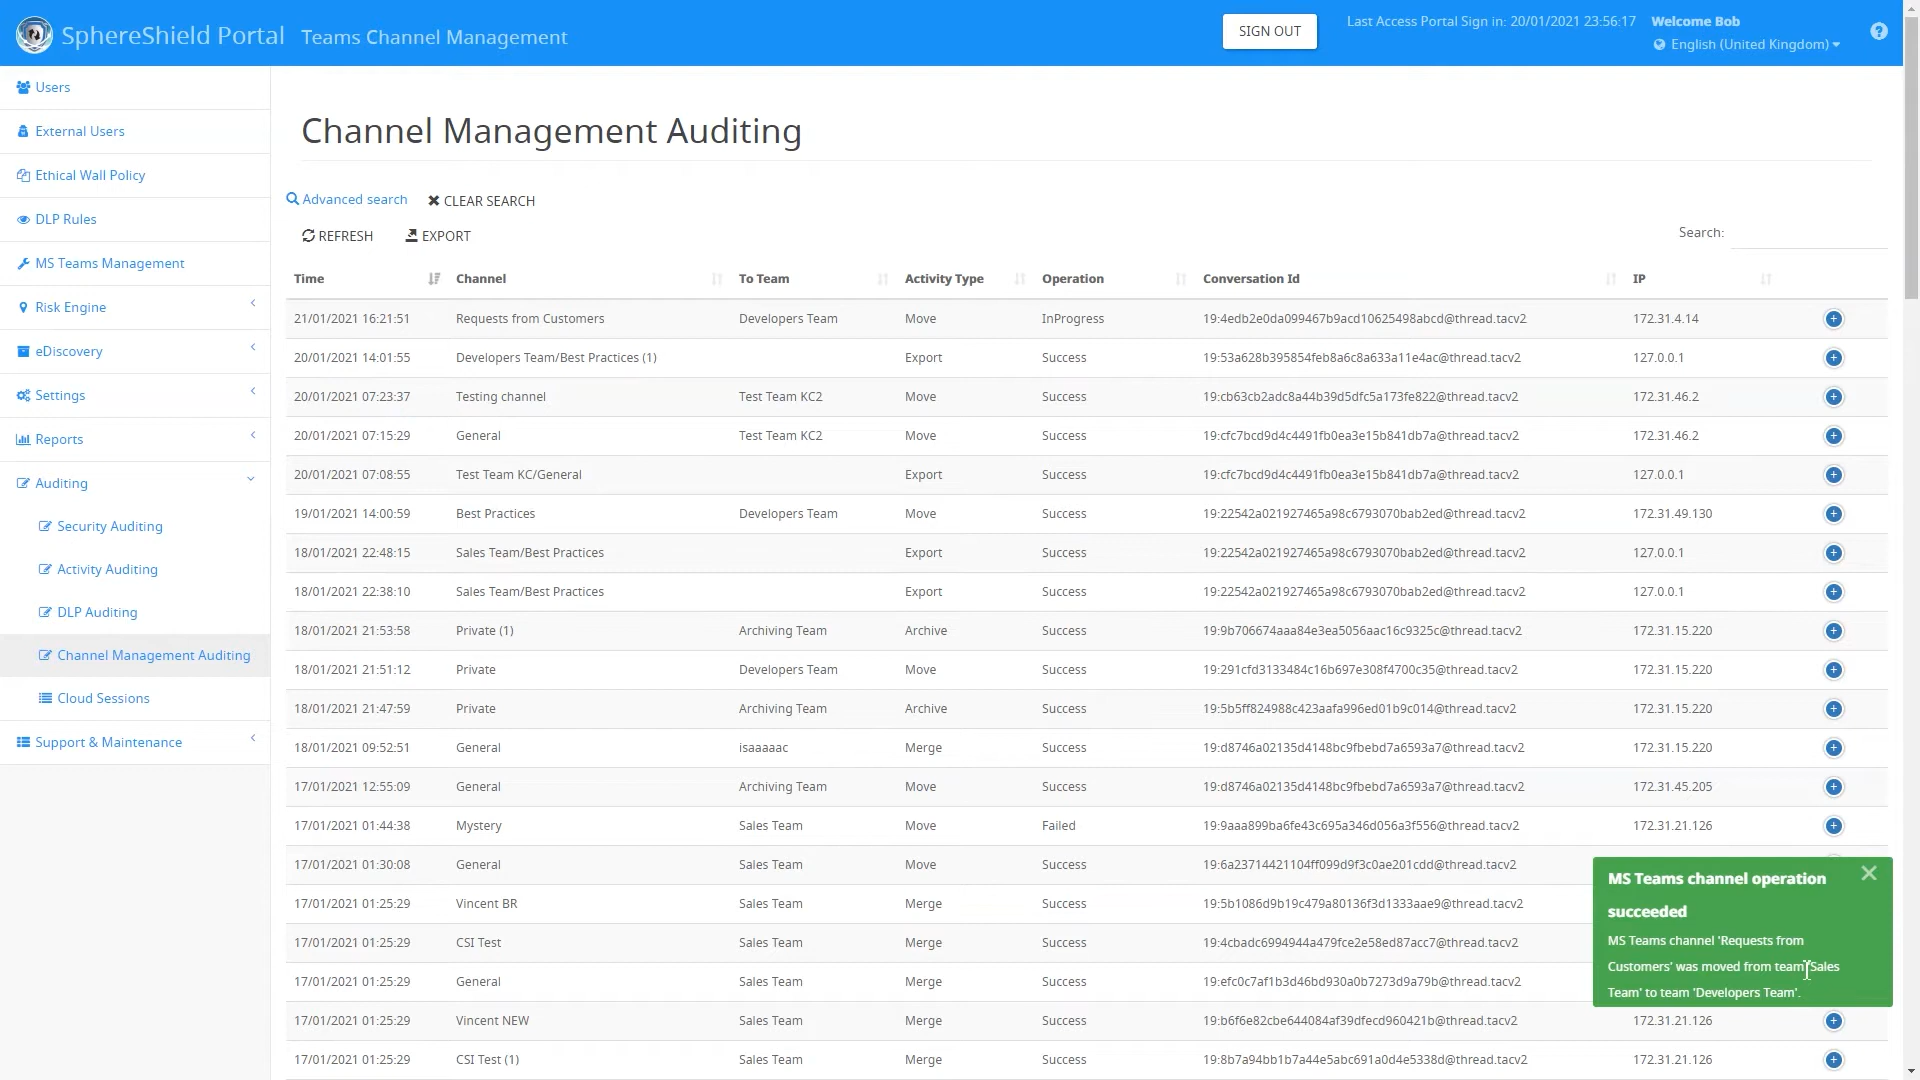 SphereShield Portal Teams Channel Management
SIGN OUT
Last Access Portal Sign in: 20/01/2021 23:56:17 Welcome Bob
English (United Kingdom)
Users
External Users
Ethical Wall Policy
DLP Rules
MS Teams Management
Risk Engine
eDiscovery
Settings
Reports
Auditing
Security Auditing
Activity Auditing
DLP Auditing
Channel Management Auditing
Cloud Sessions
Support & Maintenance
Channel Management Auditing
Advanced search CLEAR SEARCH
REFRESH EXPORT
Search:
Time Channel To Team Activity Type Operation Conversation Id IP
21/01/2021 16:21:51 Requests from Customers Developers Team Move InProgress 19:4edb2e0da099467b9acd10625498abcd@thread.tacv2 172.31.4.14
20/01/2021 14:01:55 Developers Team/Best Practices (1) Export Success 19:53a628b395854feb8a6c8a633a11e4ac@thread.tacv2 127.0.0.1
20/01/2021 07:23:37 Testing channel Test Team KC2 Move Success 19:cb63cb2adc8a44b39d5dfc5a173fe822@thread.tacv2 172.31.46.2
20/01/2021 07:15:29 General Test Team KC2 Move Success 19:cfc7bcd9d4c4491fb0ea3e15b841db7a@thread.tacv2 172.31.46.2
20/01/2021 07:08:55 Test Team KC/General Export Success 19:cfc7bcd9d4c4491fb0ea3e15b841db7a@thread.tacv2 127.0.0.1
19/01/2021 14:00:59 Best Practices Developers Team Move Success 19:22542a021927465a98c6793070bab2ed@thread.tacv2 172.31.49.130
18/01/2021 22:48:15 Sales Team/Best Practices Export Success 19:22542a021927465a98c6793070bab2ed@thread.tacv2 127.0.0.1
18/01/2021 22:38:10 Sales Team/Best Practices Export Success 19:22542a021927465a98c6793070bab2ed@thread.tacv2 127.0.0.1
18/01/2021 21:53:58 Private (1) Archiving Team Archive Success 19:9b706674aaa84e3ea5056aac16c9325c@thread.tacv2 172.31.15.220
18/01/2021 21:51:12 Private Developers Team Move Success 19:291cfd3133484c16b697e308f4700c35@thread.tacv2 172.31.15.220
18/01/2021 21:47:59 Private Archiving Team Archive Success 19:5b5ff824988c423aafa996ed01b9c014@thread.tacv2 172.31.15.220
18/01/2021 09:52:51 General isaaaaac Merge Success 19:d8746a02135d4148bc9fbebd7a6593a7@thread.tacv2 172.31.15.220
17/01/2021 12:55:09 General Archiving Team Move Success 19:d8746a02135d4148bc9fbebd7a6593a7@thread.tacv2 172.31.45.205
17/01/2021 01:44:38 Mystery Sales Team Move Failed 19:9aaa899ba6fe43c695a346d056a3f556@thread.tacv2 172.31.21.126
17/01/2021 01:30:08 General Sales Team Move Success 19:6a23714421104ff099d9f3c0ae201cdd@thread.tacv2
17/01/2021 01:25:29 Vincent BR Sales Team Merge Success 19:5b1086d9b19c479a80136f3d1333aae9@thread.tacv2
17/01/2021 01:25:29 CSI Test Sales Team Merge Success 19:4cbadc6994944a479fce2e58ed87acc7@thread.tacv2
17/01/2021 01:25:29 General Sales Team Merge Success 19:efc0c7af1b3d46bd930a0b7273d9a79b@thread.tacv2
17/01/2021 01:25:29 Vincent NEW Sales Team Merge Success 19:b6f6e82cbe644084af39dfecd960421b@thread.tacv2 172.31.21.126
17/01/2021 01:25:29 CSI Test (1) Sales Team Merge Success 19:8b7a94bb1b7a44e5abc691a0d4e5338d@thread.tacv2 172.31.21.126
MS Teams channel operation
succeeded
MS Teams channel 'Requests from
Customers' was moved from team 'Sales
Team' to team 'Developers Team'.